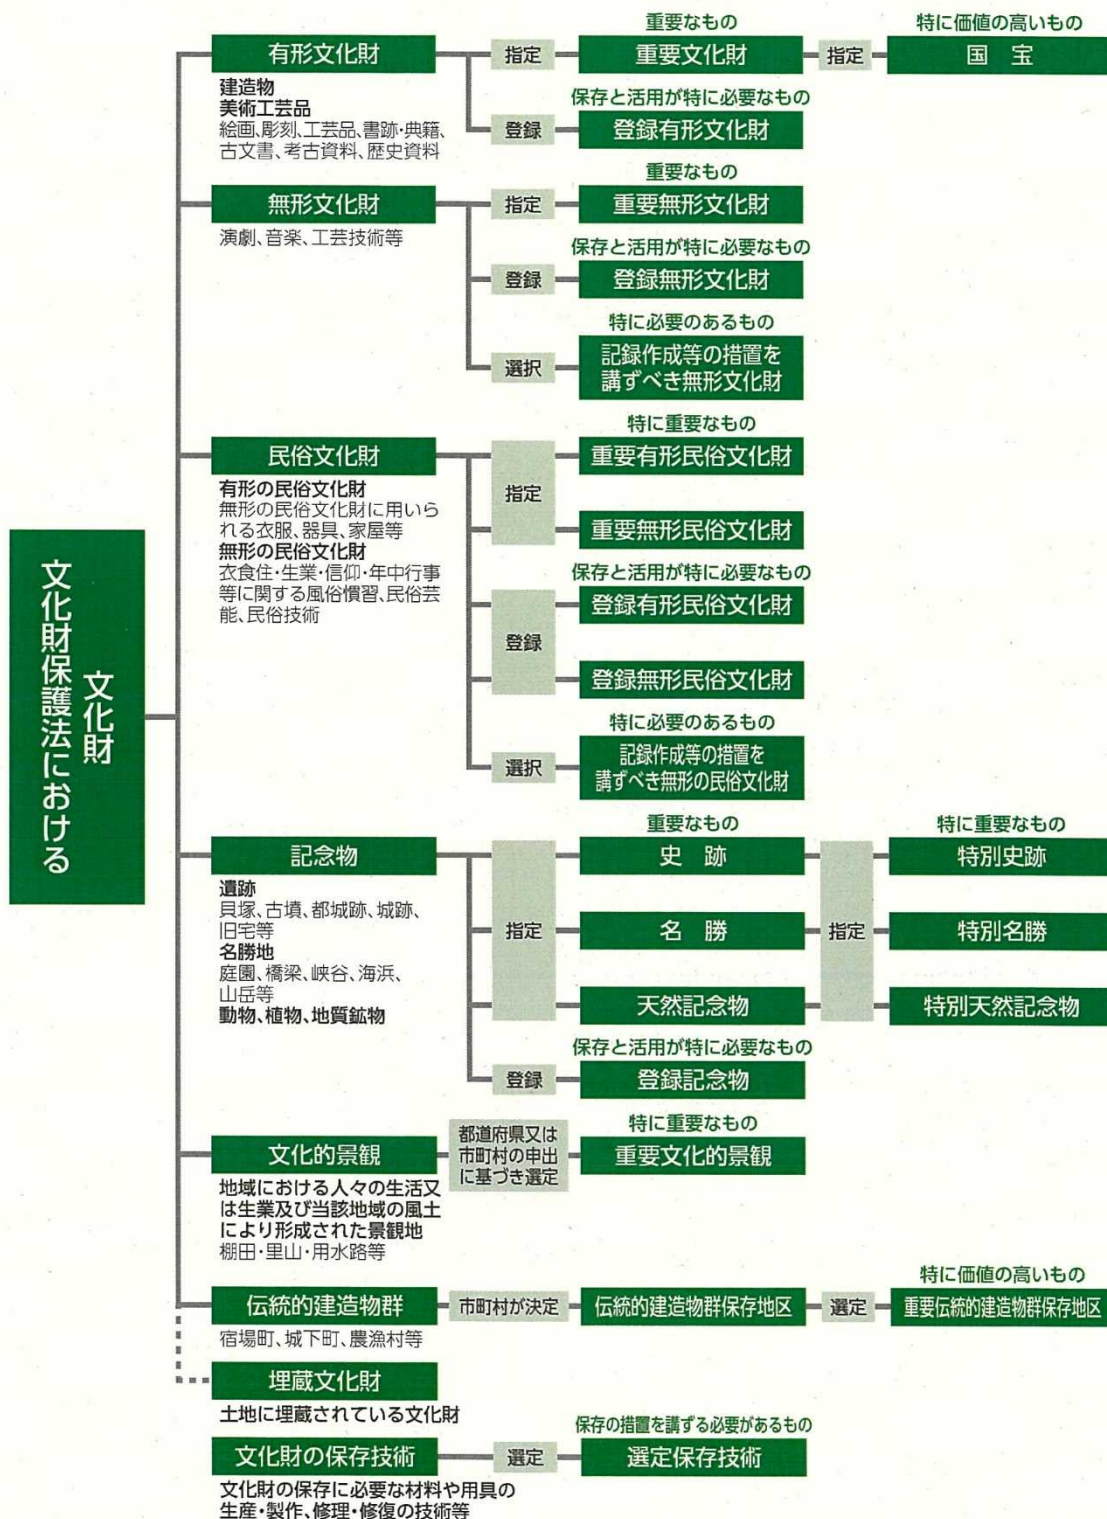 文化財保護法における
文化財
有形文化財
建造物
美術工芸品
絵画、彫刻、工芸品、書跡・典籍、
古文書、考古資料、歴史資料
指定
重要なもの
重要文化財
指定
特に価値の高いもの
国 宝
登録
保存と活用が特に必要なもの
登録有形文化財
無形文化財
演劇、音楽、工芸技術等
指定
重要なもの
重要無形文化財
登録
保存と活用が特に必要なもの
登録無形文化財
選択
特に必要のあるもの
記録作成等の措置を
講ずべき無形文化財
民俗文化財
有形の民俗文化財
無形の民俗文化財に用いら
れる衣服、器具、家屋等
無形の民俗文化財
衣食住・生業・信仰・年中行事
等に関する風俗慣習、民俗芸
能、民俗技術
指定
特に重要なもの
重要有形民俗文化財
重要無形民俗文化財
登録
保存と活用が特に必要なもの
登録有形民俗文化財
登録無形民俗文化財
選択
特に必要のあるもの
記録作成等の措置を
講ずべき無形の民俗文化財
記念物
遺跡
貝塚、古墳、都城跡、城跡、
旧宅等
名勝地
庭園、橋梁、峡谷、海浜、
山岳等
動物、植物、地質鉱物
指定
重要なもの
史 跡
名 勝
天然記念物
指定
特に重要なもの
特別史跡
特別名勝
特別天然記念物
登録
保存と活用が特に必要なもの
登録記念物
文化的景観
地域における人々の生活又
は生業及び当該地域の風土
により形成された景観地
棚田・里山・用水路等
都道府県又は
市町村の申出
に基づき選定
特に重要なもの
重要文化的景観
伝統的建造物群
宿場町、城下町、農漁村等
市町村が決定
伝統的建造物群保存地区
選定
特に価値の高いもの
重要伝統的建造物群保存地区
埋蔵文化財
土地に埋蔵されている文化財
文化財の保存技術
文化財の保存に必要な材料や用具の
生産・製作、修理・修復の技術等
選定
保存の措置を講ずる必要があるもの
選定保存技術